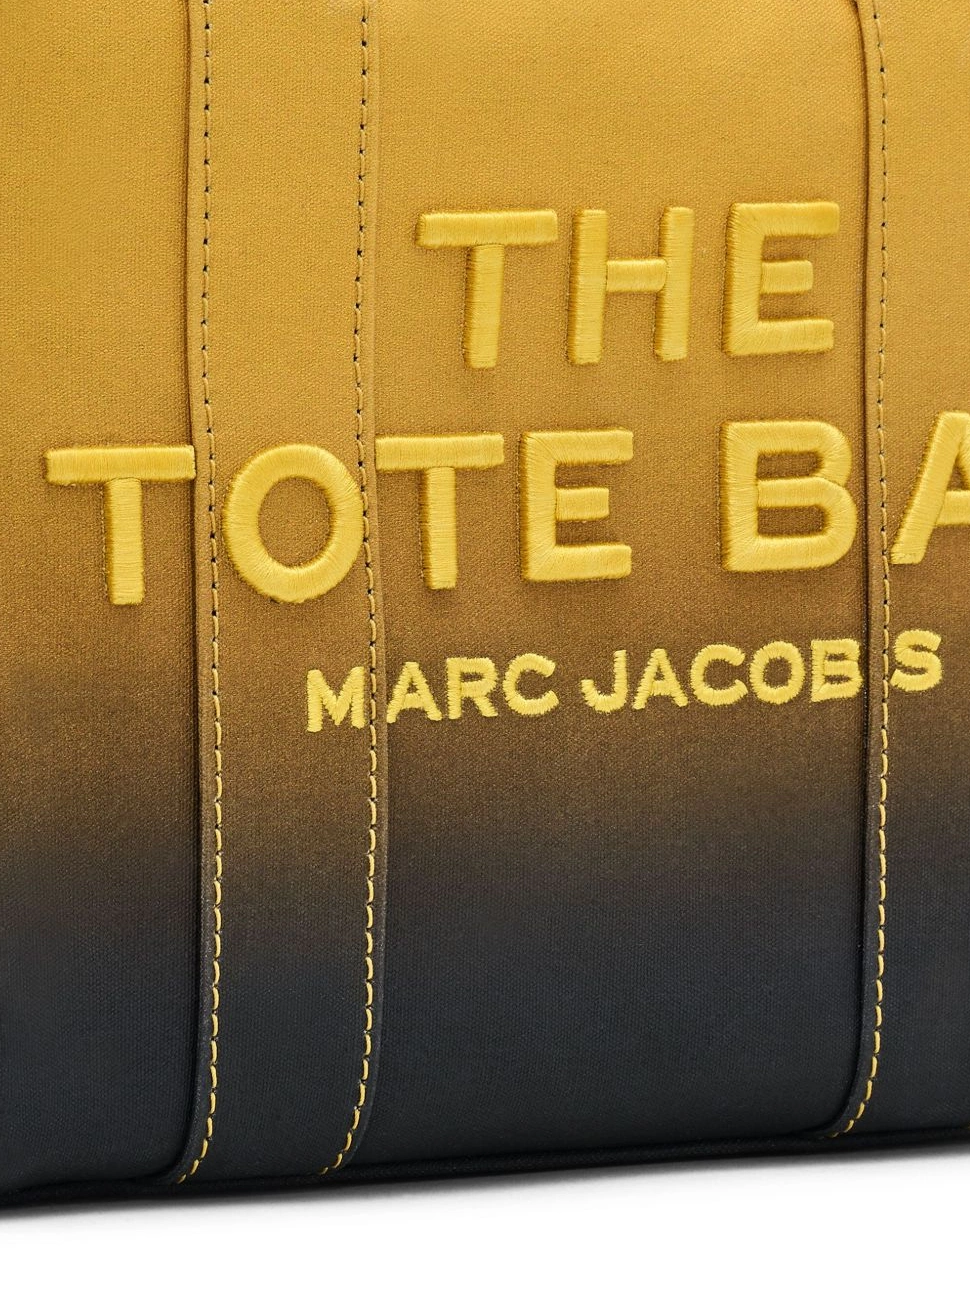 THE
TOTE BA
MARC JACOBS